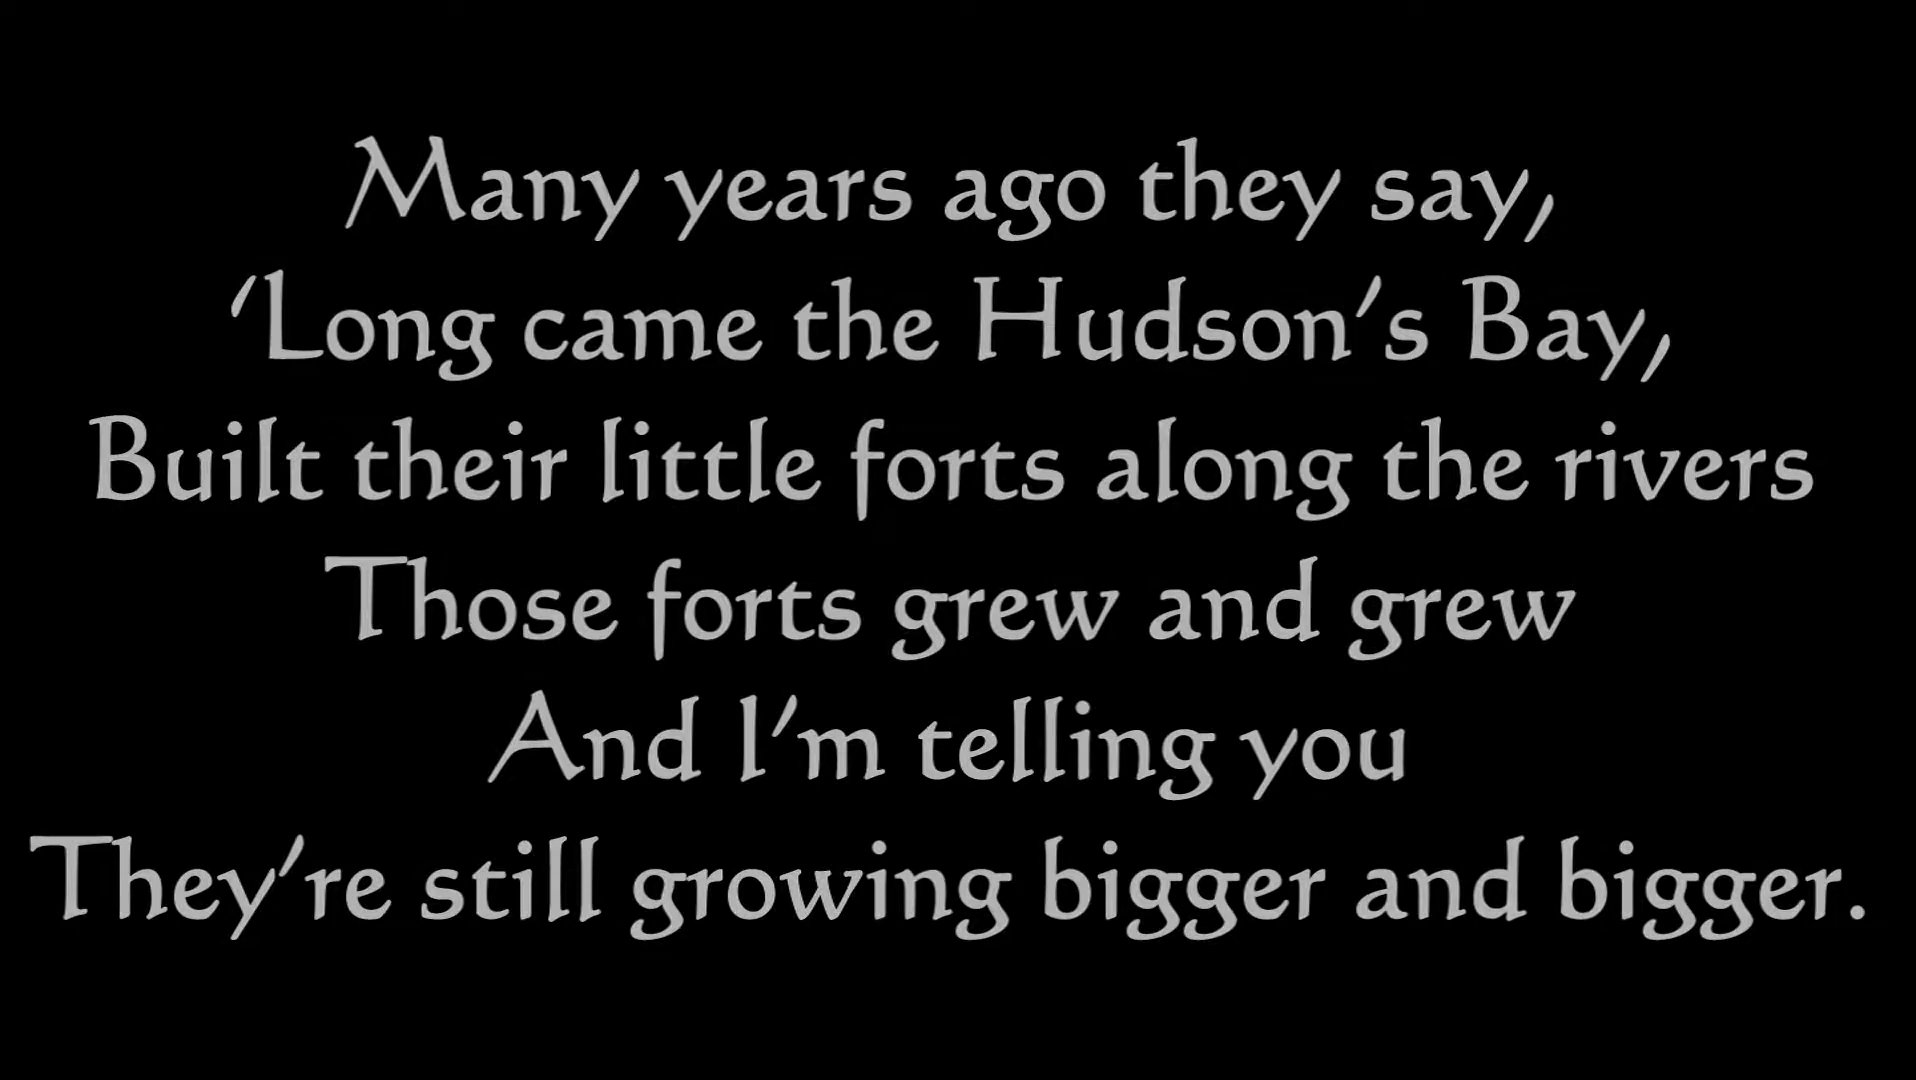 Many years ago they say,
‘Long came the Hudson’s Bay,
Built their little forts along the rivers
Those forts grew and grew
And I’m telling you
They’re still growing bigger and bigger.